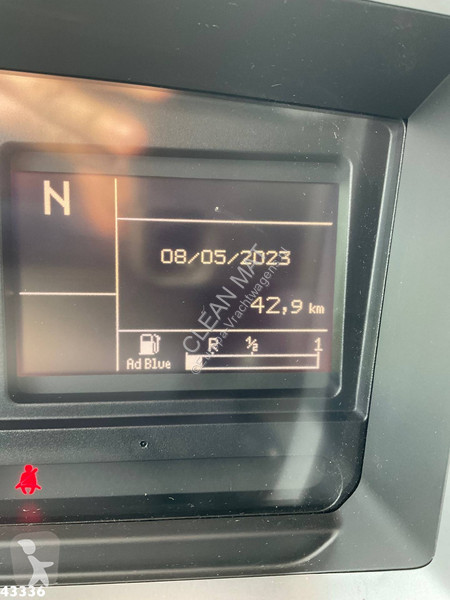 N
08/05/2023
42,9 km
R ½ 1
Ad Blue
CLEAN MAT
43336